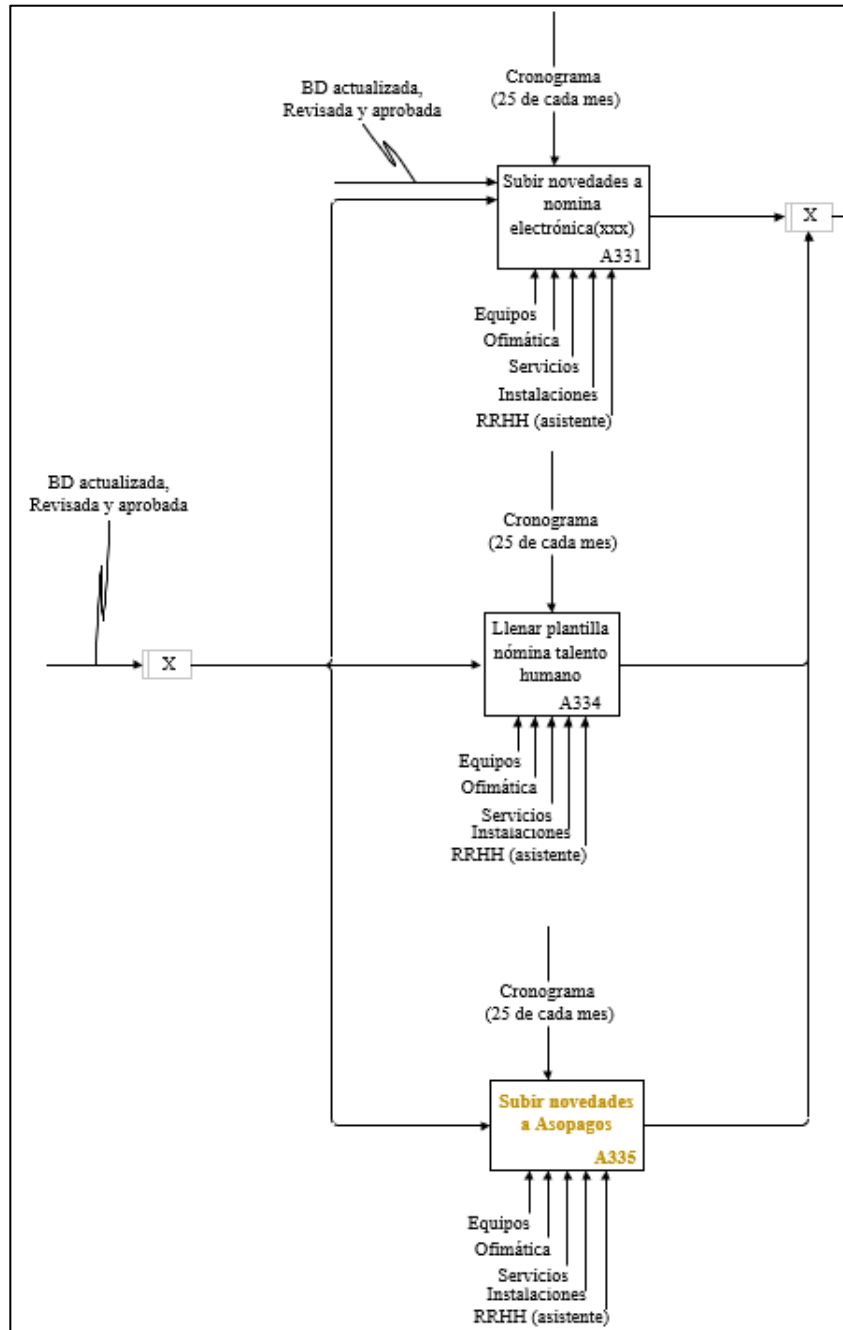 Cronograma
(25 de cada mes)
BD actualizada,
Revisada y aprobada
Subir novedades a
nomina
electrónica(xxx)
A331
X
Equipos
Ofimática
Servicios
Instalaciones
RRHH (asistente)
BD actualizada,
Revisada y aprobada
Cronograma
(25 de cada mes)
X
Llenar plantilla
nómina talento
humano
A334
Equipos
Ofimática
Servicios
Instalaciones
RRHH (asistente)
Cronograma
(25 de cada mes)
Subir novedades
a Asopagos
A335
Equipos
Ofimática
Servicios
Instalaciones
RRHH (asistente)